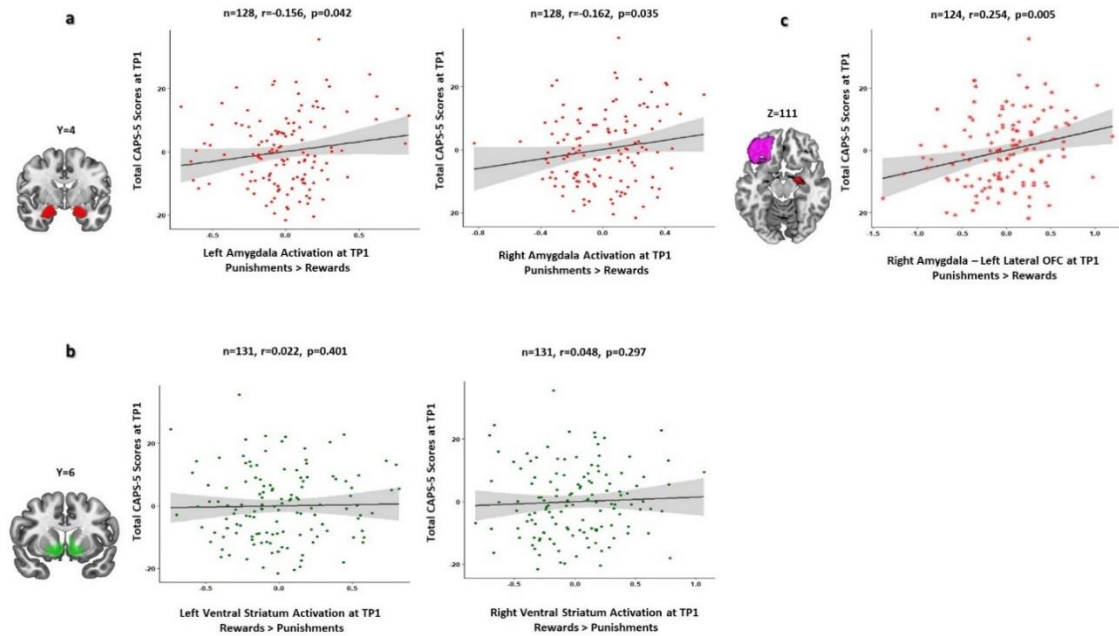 a
n=128, r=-0.156, p=0.042
n=128, r=-0.162, p=0.035
n=124, r=0.254, p=0.005
Y=4
Total CAPS-5 Scores at TP1
20
0
20
-0.5
0.0
0.5
Left Amygdala Activation at TP1
Punishments > Rewards
Total CAPS-5 Scores at TP1
20
0
20
-0.8
-0.4
0.0
0.4
Right Amygdala Activation at TP1
Punishments > Rewards
c
Z=111
Total CAPS-5 Scores at TP1
20
0
20
-1.5
-1.0
-0.5
0.0
0.5
1.0
Right Amygdala – Left Lateral OFC at TP1
Punishments > Rewards
b
n=131, r=0.022, p=0.401
n=131, r=0.048, p=0.297
Y=6
Total CAPS-5 Scores at TP1
20
0
-20
-0.5
0.0
0.5
Left Ventral Striatum Activation at TP1
Rewards > Punishments
Total CAPS-5 Scores at TP1
20
0
-20
-0.5
0.0
0.5
1.0
Right Ventral Striatum Activation at TP1
Rewards > Punishments